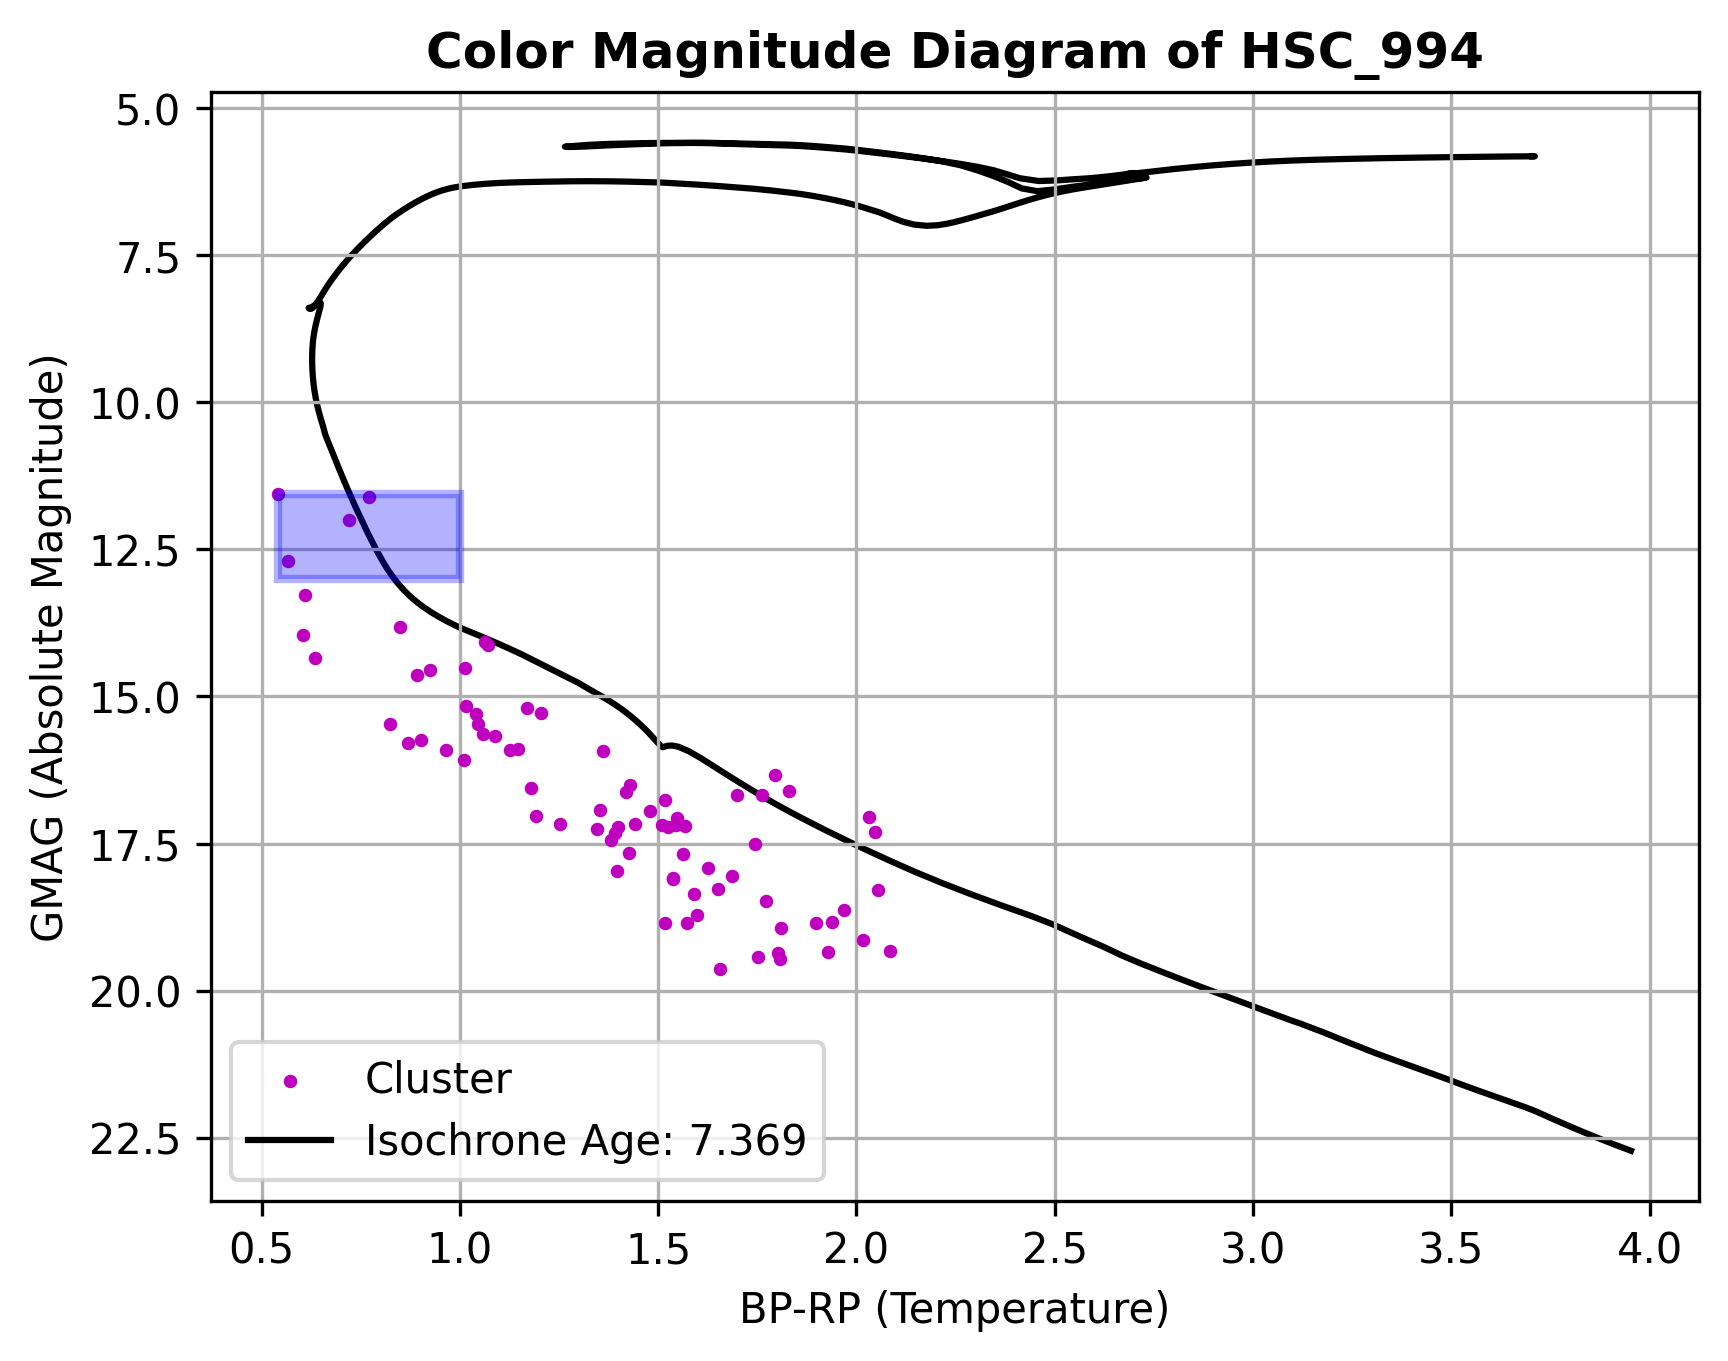 Color Magnitude Diagram of HSC_994
GMAG (Absolute Magnitude)
5.0
7.5
10.0
12.5
15.0
17.5
20.0
22.5
Cluster
Isochrone Age: 7.369
0.5 1.0 1.5 2.0 2.5 3.0 3.5 4.0
BP-RP (Temperature)